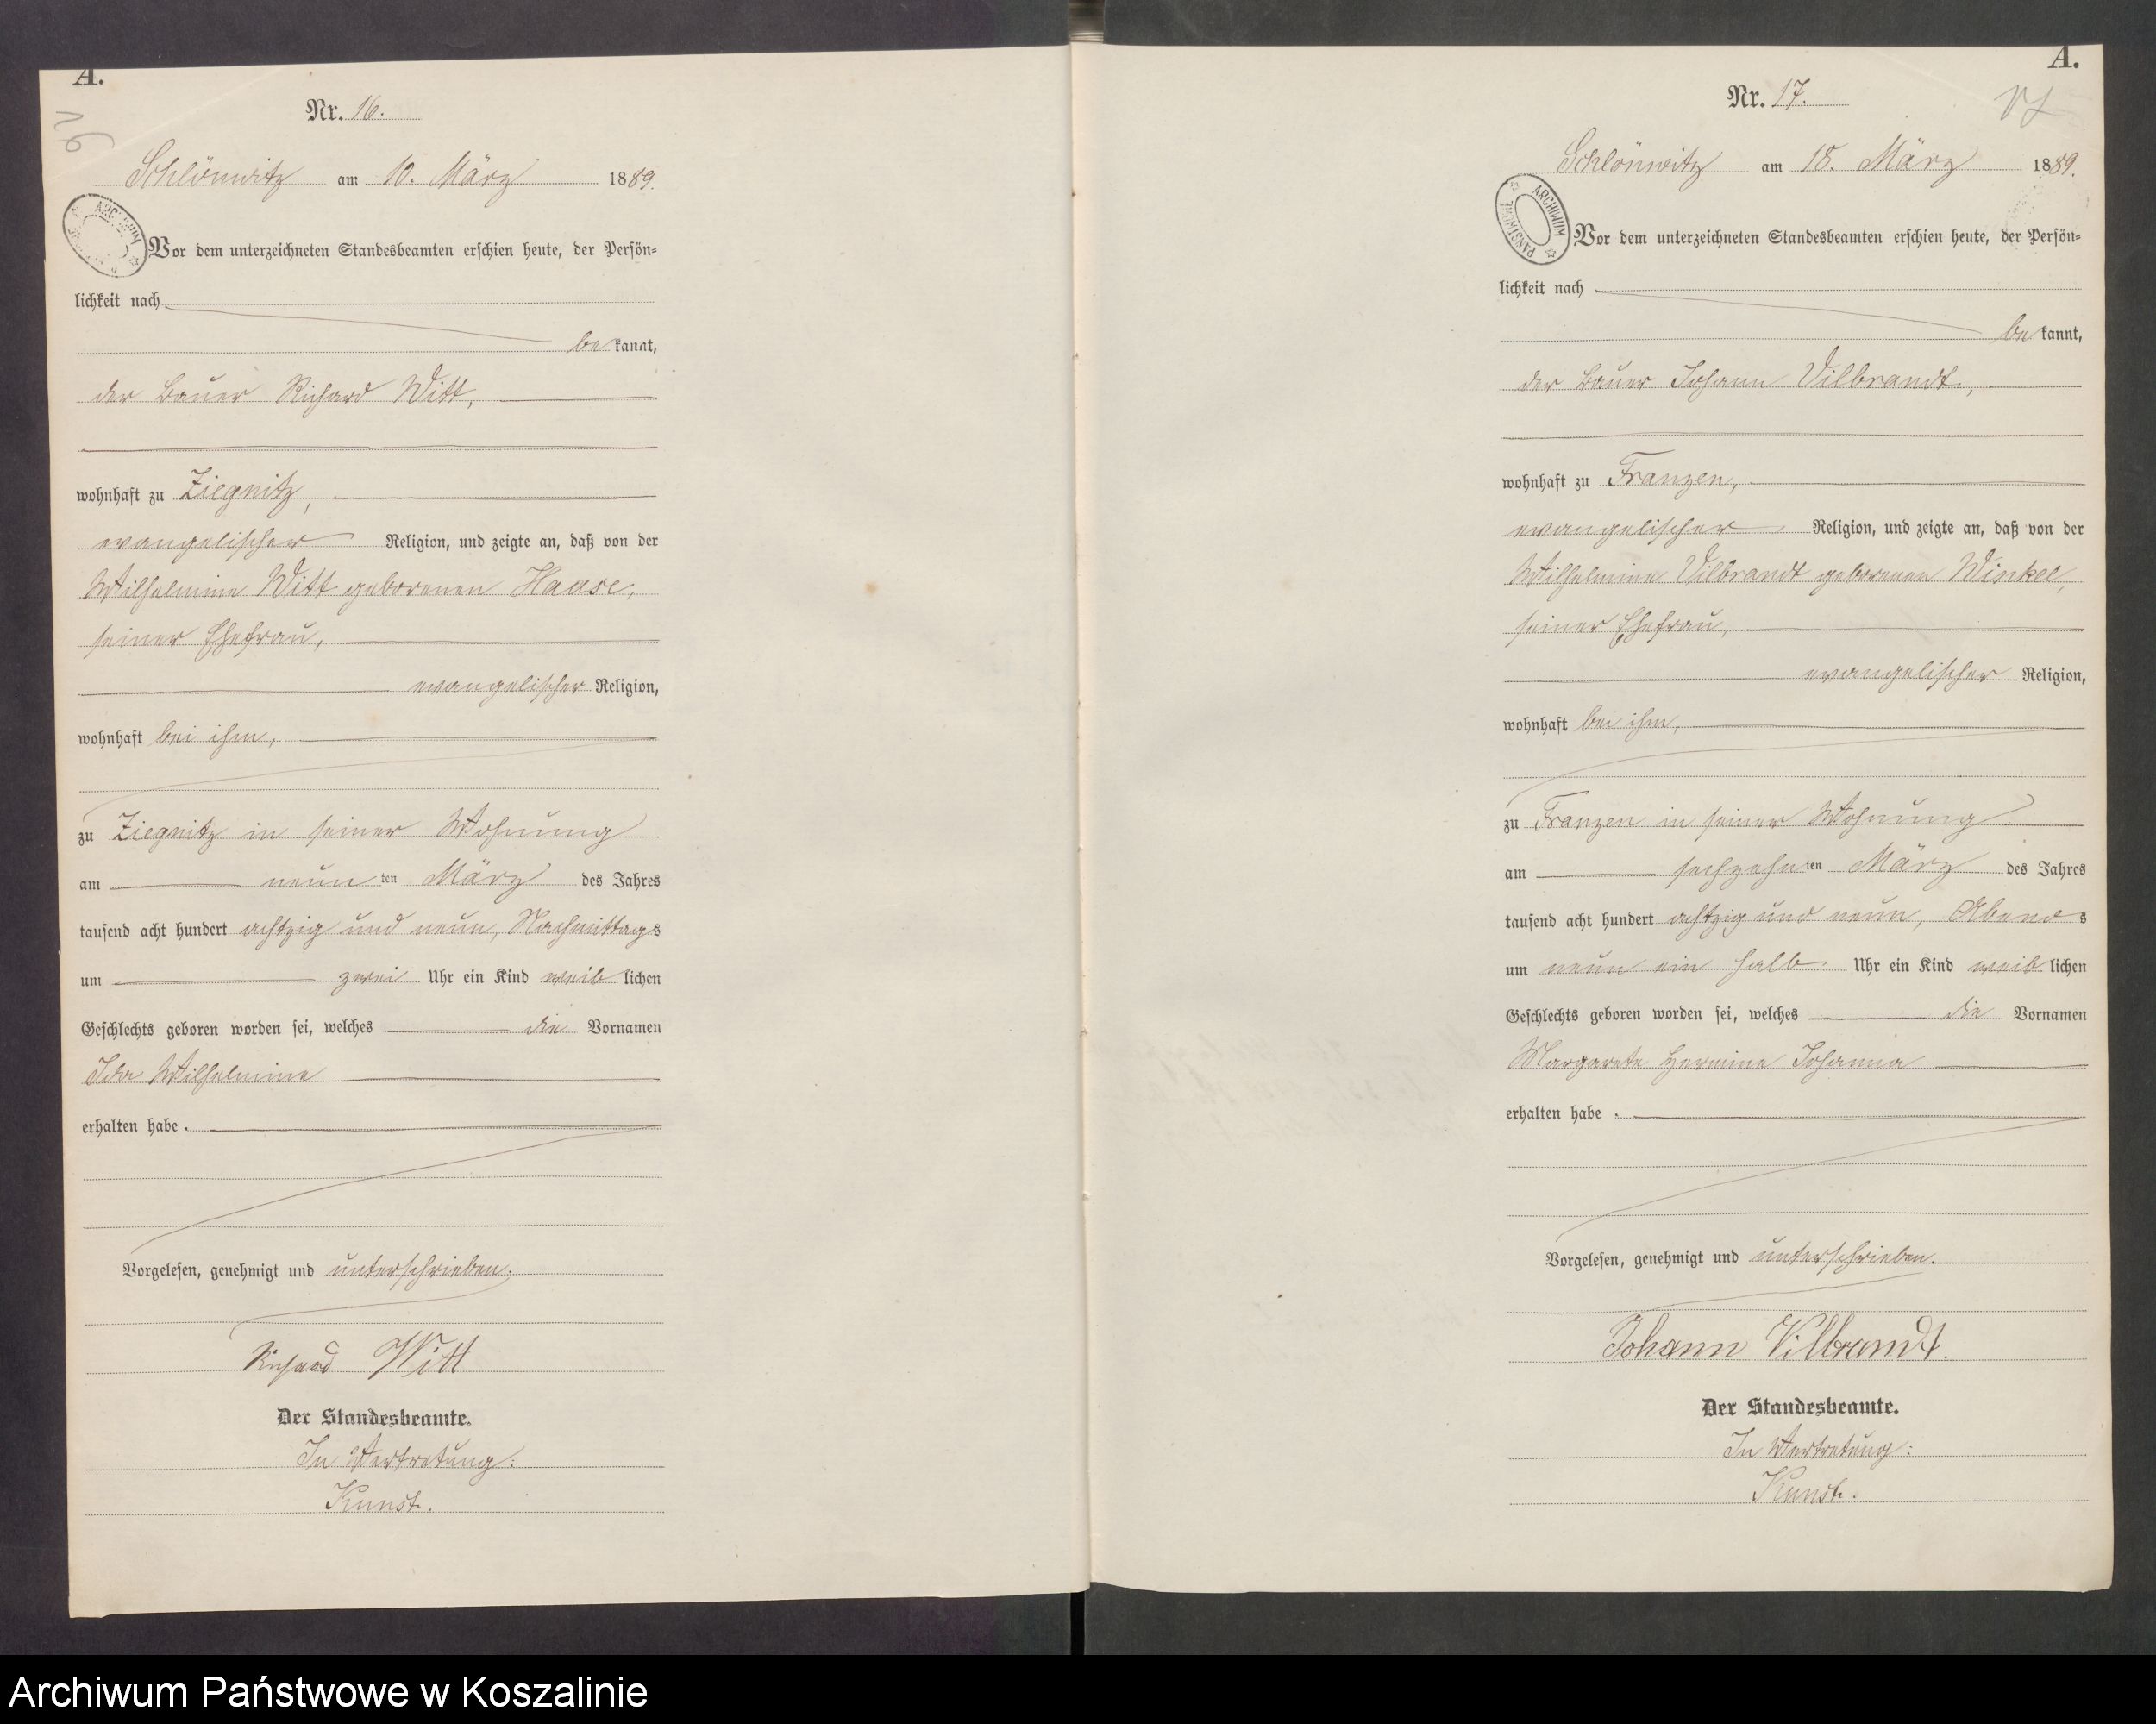 A.
Nr. 16.
Schlönwitz am 10. März 1889.
Vor dem unterzeichneten Standesbeamten erschien heute, der Persön-
lichkeit nach
bekannt,
der Bauer Richard Witt,
wohnhaft zu Ziegnitz,
evangelischer Religion, und zeigte an, daß von der
Wilhelmine Witt geborenen Haase,
seiner Ehefrau,
evangelischer Religion,
wohnhaft bei ihm,
zu Ziegnitz in seiner Wohnung
am neunten März des Jahres
tausend acht hundert achtzig und neun, Nachmittags
um zwei Uhr ein Kind weiblichen
Geschlechts geboren worden sei, welches die Vornamen
Ida Wilhelmine
erhalten habe.
Vorgelesen, genehmigt und unterschrieben.
Richard Witt
Der Standesbeamte.
In Vertretung:
Kunst.
A.
Nr. 17.
Schlönwitz am 18. März 1889.
ARCHIWUM PAŃSTWOWE
Vor dem unterzeichneten Standesbeamten erschien heute, der Persön-
lichkeit nach
bekannt,
der Bauer Johann Vilbrandt,
wohnhaft zu Franzen,
evangelischer Religion, und zeigte an, daß von der
Wilhelmine Vilbrandt geborenen Winkel,
seiner Ehefrau,
evangelischer Religion,
wohnhaft bei ihm,
zu Franzen in seiner Wohnung
am sechzehnten März des Jahres
tausend acht hundert achtzig und neun, Abends
um neun ein halb Uhr ein Kind weiblichen
Geschlechts geboren worden sei, welches die Vornamen
Margarete Hermine Johanna
erhalten habe.
Vorgelesen, genehmigt und unterschrieben.
Johann Vilbrandt.
Der Standesbeamte.
In Vertretung:
Kunst.
Archiwum Państwowe w Koszalinie